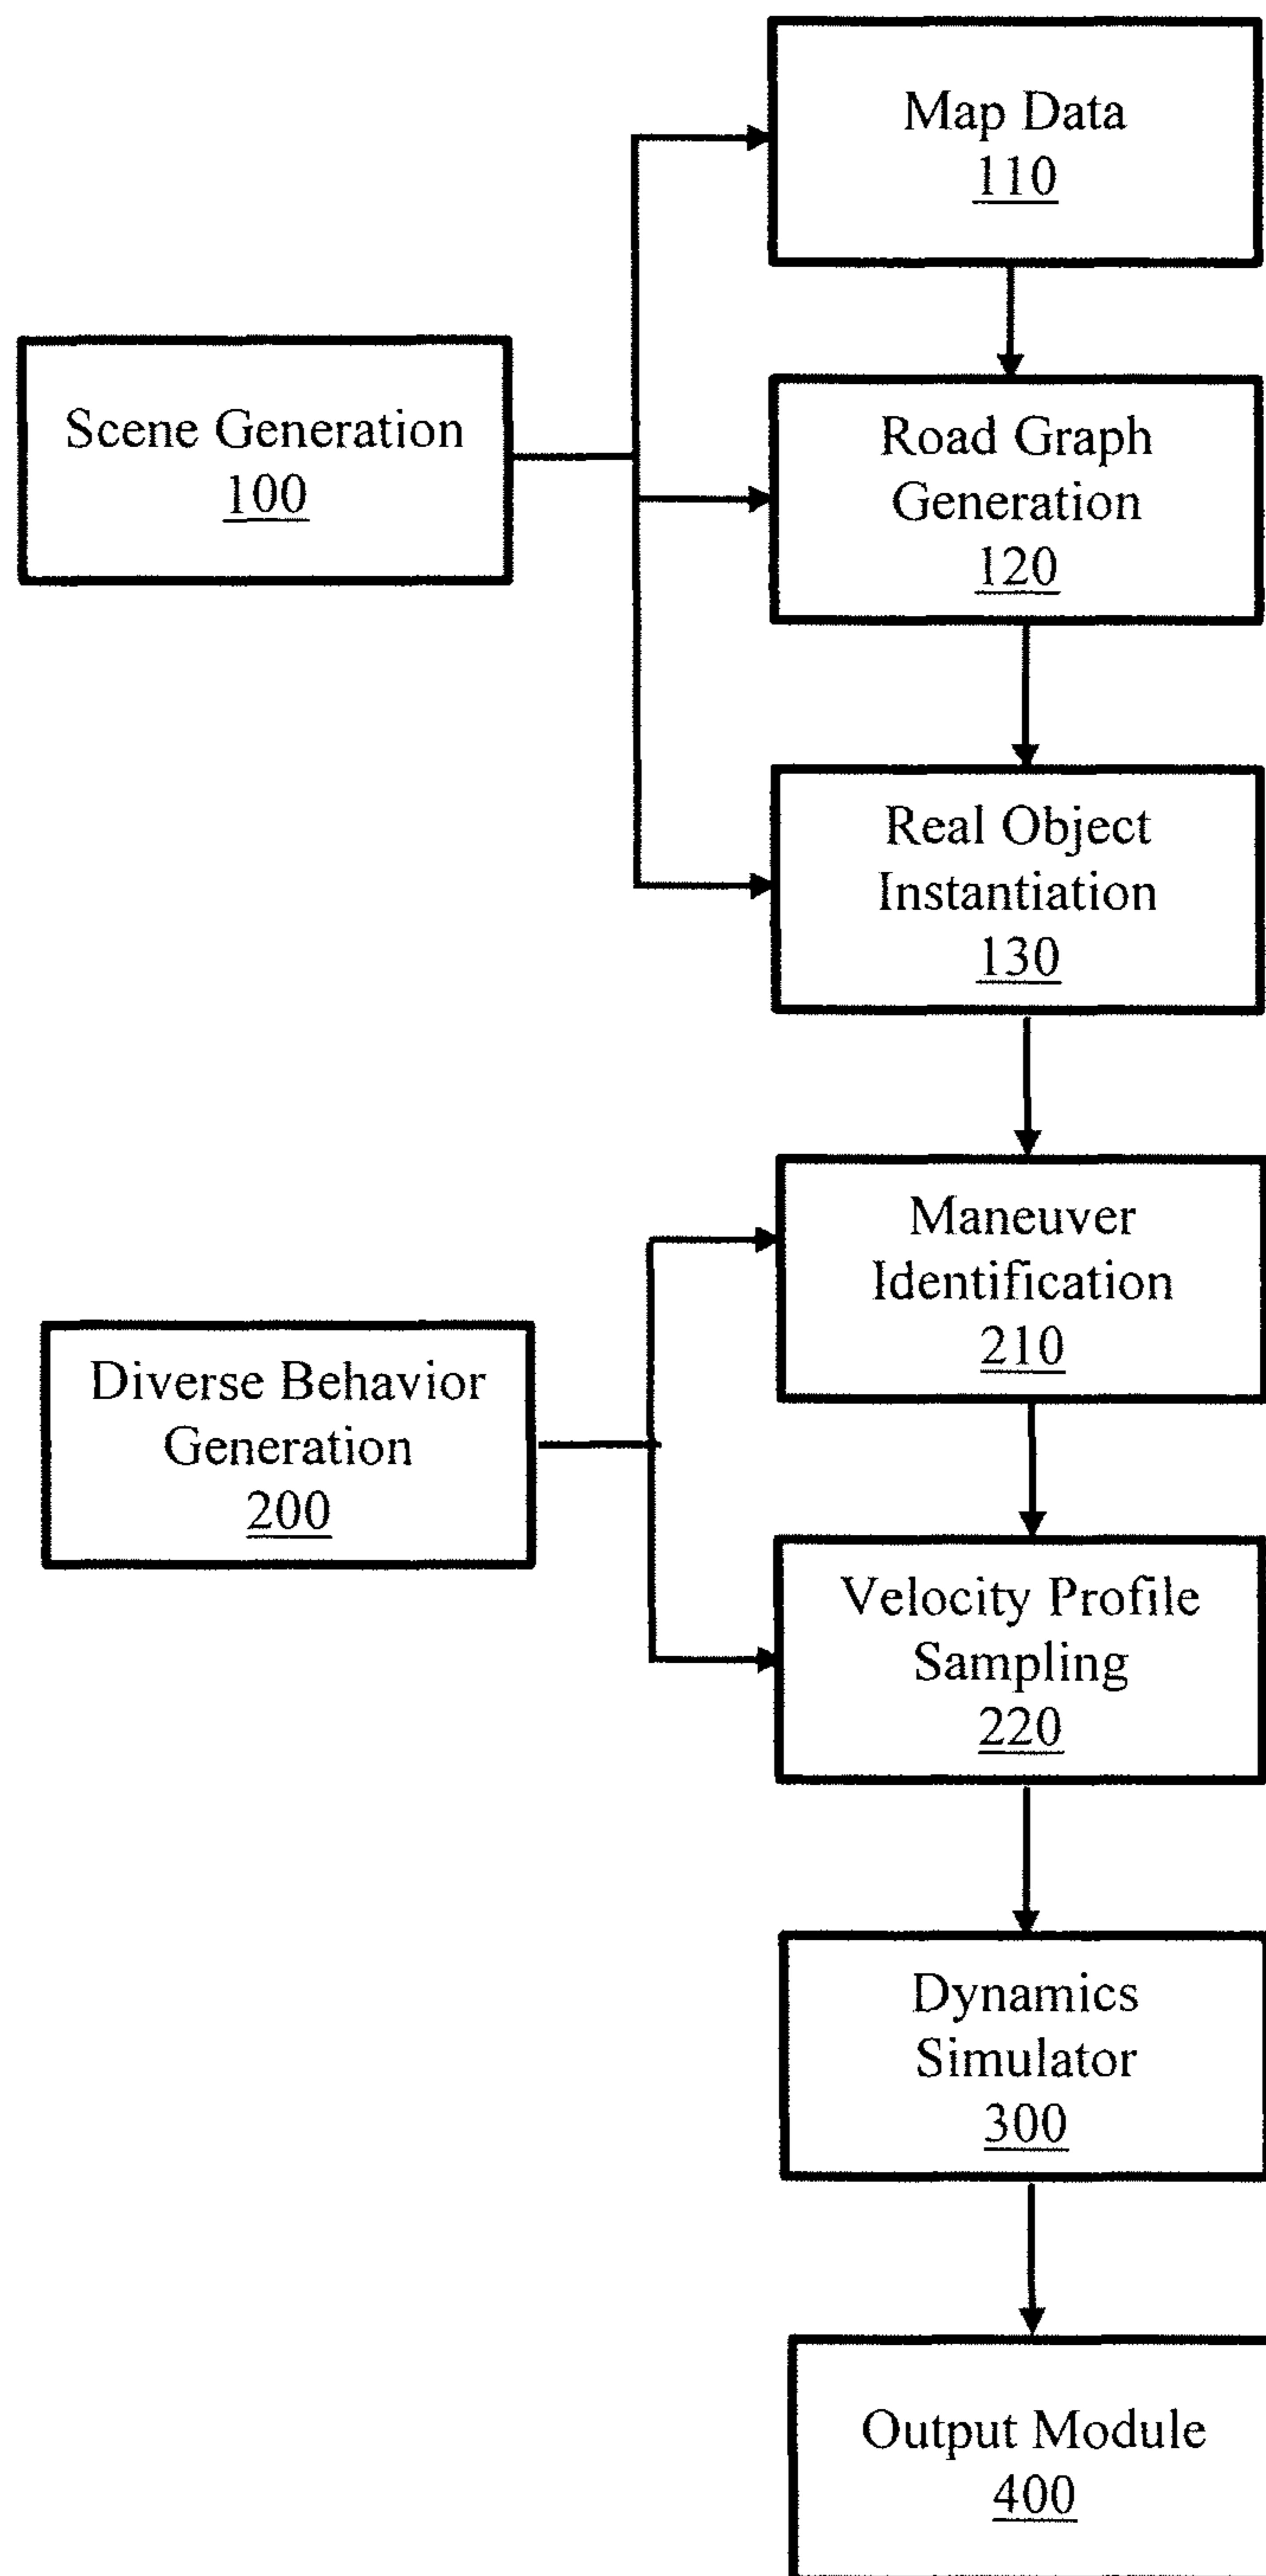 Map Data
110
Scene Generation
100
Road Graph
Generation
120
Real Object
Instantiation
130
Maneuver
Identification
210
Diverse Behavior
Generation
200
Velocity Profile
Sampling
220
Dynamics
Simulator
300
Output Module
400